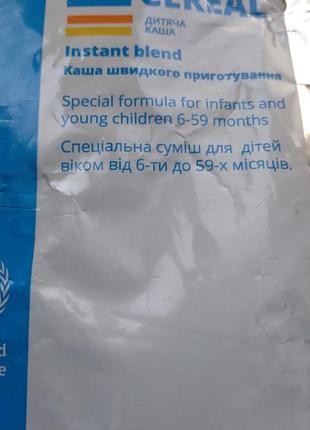 CEREAL
ДИТЯЧА
КАША
Instant blend
Каша швидкого приготування
Special formula for infants and
young children 6-59 months
Спеціальна суміш для дітей
віком від 6-ти до 59-х місяців.